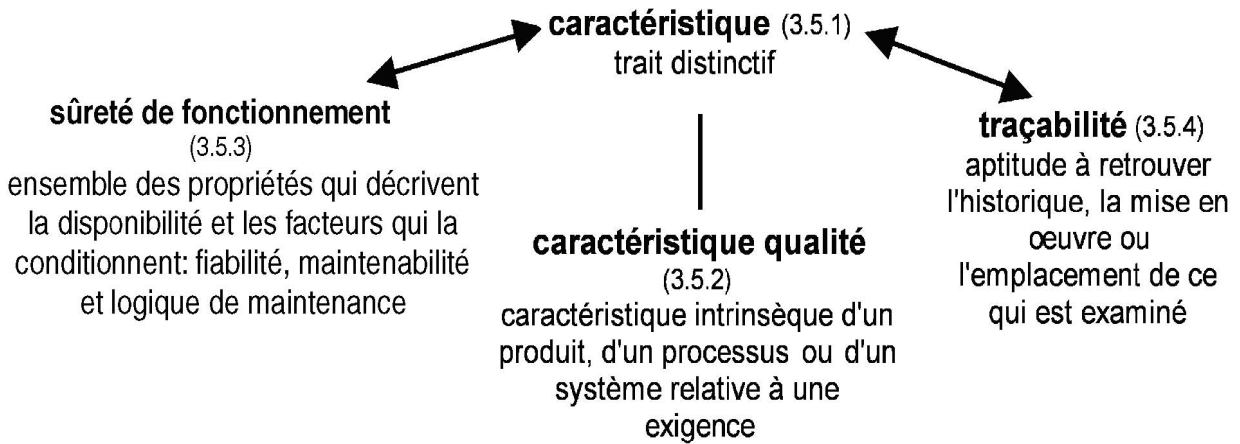 caractéristique (3.5.1)
trait distinctif
sûreté de fonctionnement
(3.5.3)
ensemble des propriétés qui décrivent
la disponibilité et les facteurs qui la
conditionnent: fiabilité, maintenabilité
et logique de maintenance
caractéristique qualité
(3.5.2)
caractéristique intrinsèque d'un
produit, d'un processus ou d'un
système relative à une
exigence
traçabilité (3.5.4)
aptitude à retrouver
l'historique, la mise en
œuvre ou
l'emplacement de ce
qui est examiné